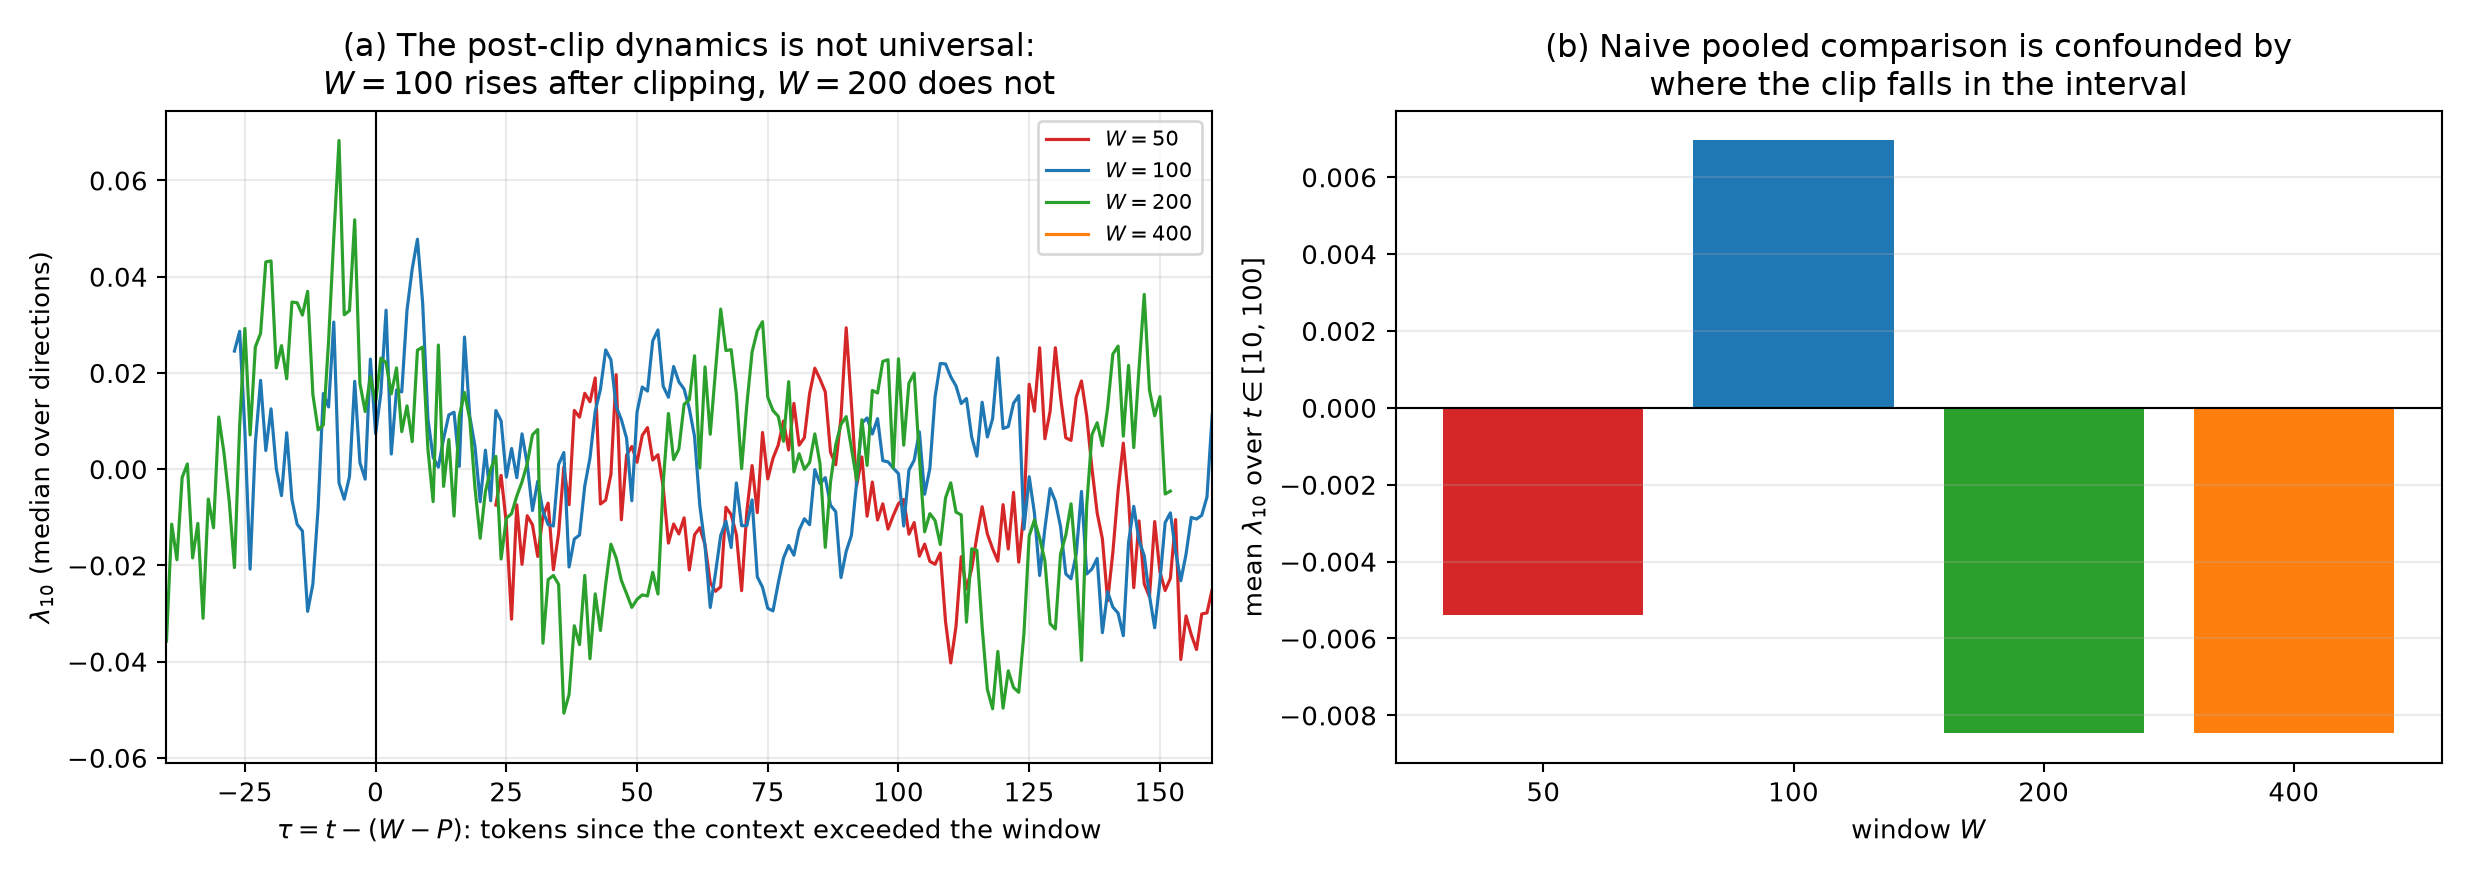 (a) The post-clip dynamics is not universal:
W = 100 rises after clipping, W = 200 does not
0.06
0.04
0.02
0.00
−0.02
−0.04
−0.06
λ₁₀ (median over directions)
W = 50
W = 100
W = 200
W = 400
−25
0
25
50
75
100
125
150
τ = t − (W − P): tokens since the context exceeded the window
(b) Naive pooled comparison is confounded by
where the clip falls in the interval
0.006
0.004
0.002
0.000
−0.002
−0.004
−0.006
−0.008
mean λ₁₀ over t ∈ [10, 100]
50
100
200
400
window W